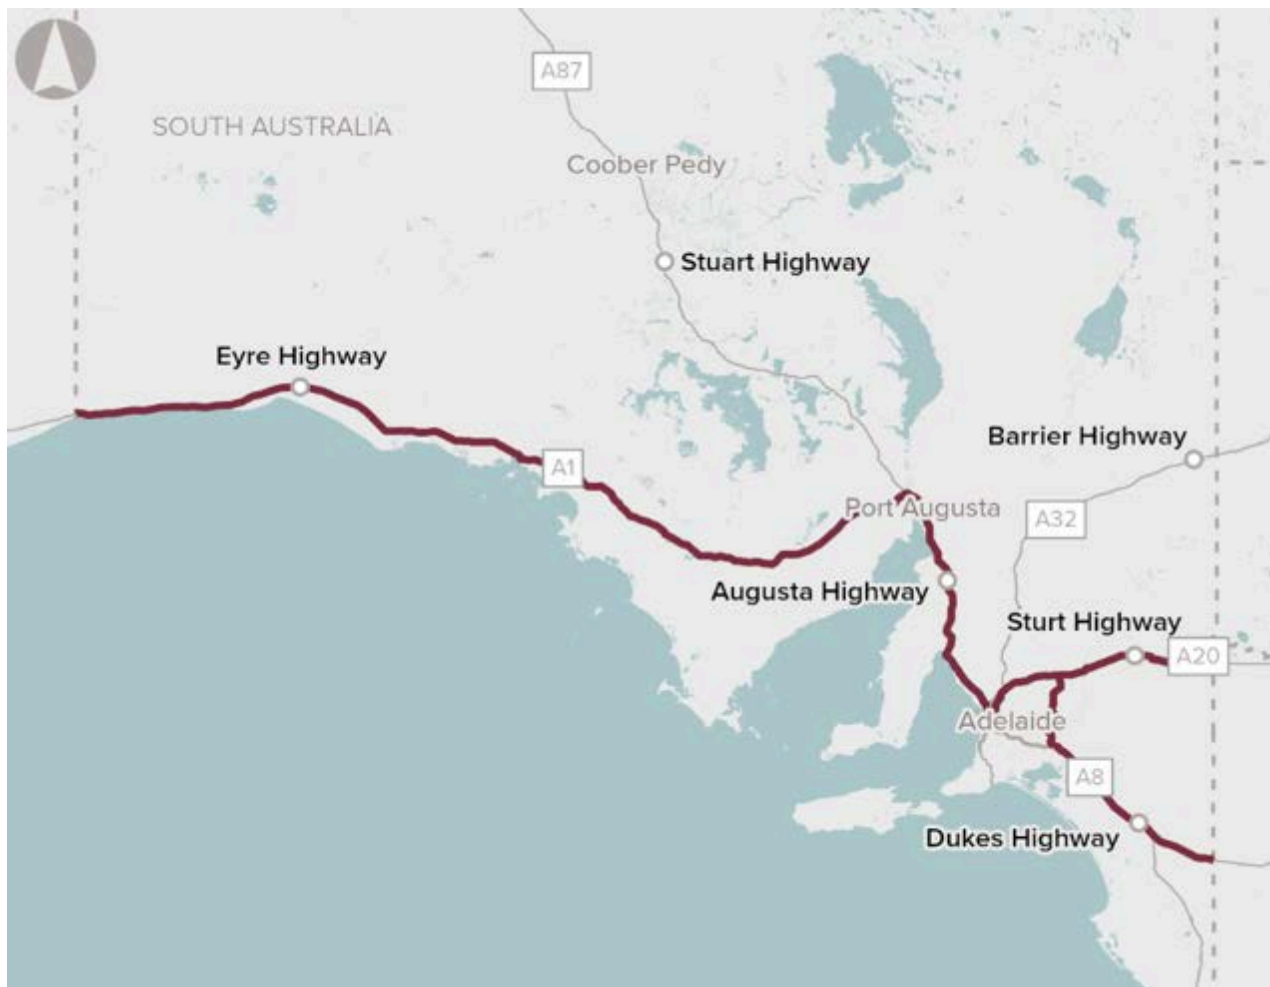 A87
SOUTH AUSTRALIA
Coober Pedy
Stuart Highway
Eyre Highway
Barrier Highway
A1
Port Augusta
A32
Augusta Highway
Sturt Highway
A20
Adelaide
A8
Dukes Highway